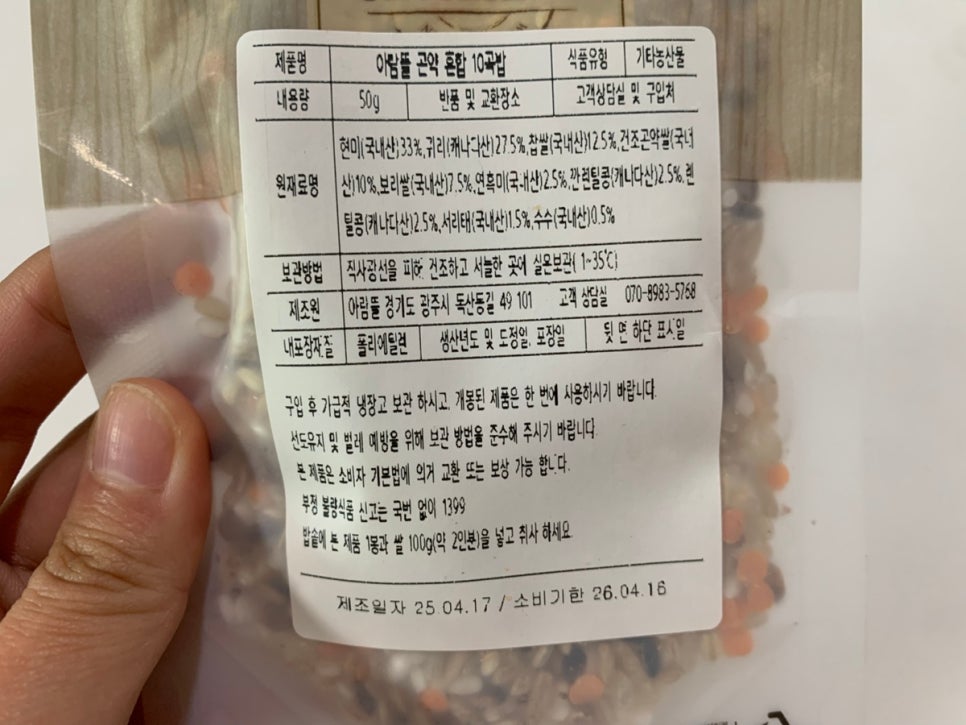 제품명 아람뜰 곤약 혼합 10곡밥 식품유형 기타농산물
내용량 50g 반품 및 교환장소 고객상담실 및 구입처
원재료명 현미(국내산)33%,귀리(캐나다산)27.5%,찹쌀(국내산)12.5%,건조곤약쌀(국내
산)10%,보리쌀(국내산)7.5%,연흑미(국내산)2.5%,깐렌틸콩(캐나다산)2.5%,렌
틸콩(캐나다산)2.5%,서리태(국내산)1.5%,수수(국내산)0.5%
보관방법 직사광선을 피해 건조하고 서늘한 곳에 실온보관( 1~35℃)
제조원 아람뜰 경기도 광주시 독산동길 49 101 고객 상담실 070-8983-5768
내포장재질 폴리에틸렌 생산년도 및 도정일, 포장일 뒷 면 하단 표시일
구입 후 가급적 냉장고 보관 하시고, 개봉된 제품은 한 번에 사용하시기 바랍니다.
선도유지 및 벌레 예방을 위해 보관 방법을 준수해 주시기 바랍니다.
본 제품은 소비자 기본법에 의거 교환 또는 보상 가능 합니다.
부정 불량식품 신고는 국번 없이 1399
밥솥에 본 제품 1봉과 쌀 100g(약 2인분)을 넣고 취사 하세요.
제조일자 25.04.17 / 소비기한 26.04.16